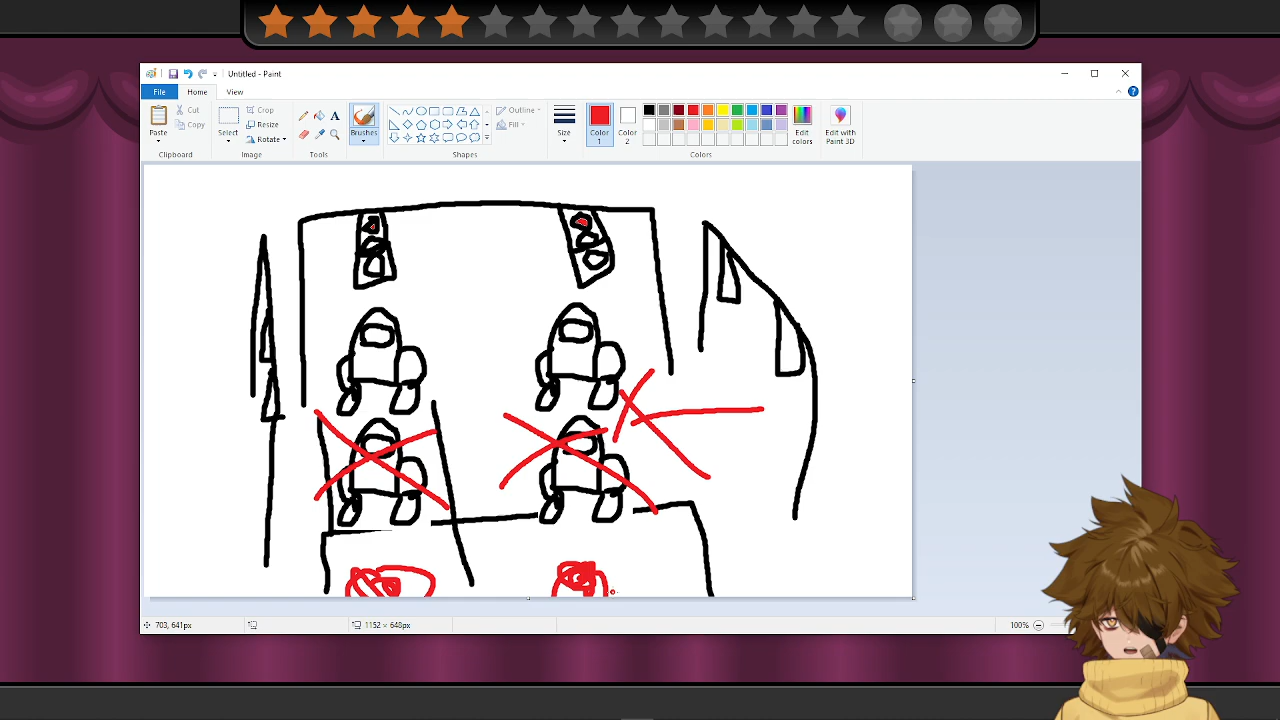 Untitled - Paint
File Home View
Paste Cut Copy Select Crop Resize Rotate A Brushes Outline Fill Size Color 1 Color 2 Edit colors Edit with Paint 3D
Clipboard Image Tools Shapes Colors
703, 641px 1152 × 648px 100%